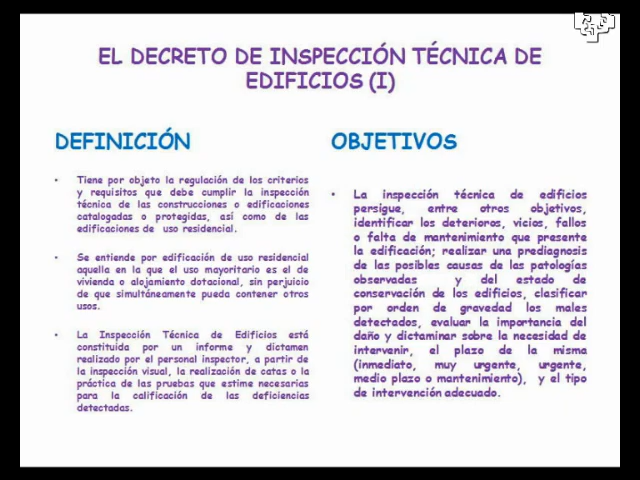 EL DECRETO DE INSPECCIÓN TÉCNICA DE
EDIFICIOS (I)
DEFINICIÓN
• Tiene por objeto la regulación de los criterios
y requisitos que debe cumplir la inspección
técnica de las construcciones o edificaciones
catalogadas o protegidas, así como de las
edificaciones de uso residencial.
• Se entiende por edificación de uso residencial
aquella en la que el uso mayoritario es el de
vivienda o alojamiento dotacional, sin perjuicio
de que simultáneamente pueda contener otros
usos.
• La Inspección Técnica de Edificios está
constituida por un informe y dictamen
realizado por el personal inspector, a partir de
la inspección visual, la realización de catas o la
práctica de las pruebas que estime necesarias
para la calificación de las deficiencias
detectadas.
OBJETIVOS
• La inspección técnica de edificios
persigue, entre otros objetivos,
identificar los deterioros, vicios, fallos
o falta de mantenimiento que presente
la edificación; realizar una prediagnosis
de las posibles causas de las patologías
observadas y del estado de
conservación de los edificios, clasificar
por orden de gravedad los males
detectados, evaluar la importancia del
daño y dictaminar sobre la necesidad de
intervenir, el plazo de la misma
(inmediato, muy urgente, urgente,
medio plazo o mantenimiento), y el tipo
de intervención adecuado.